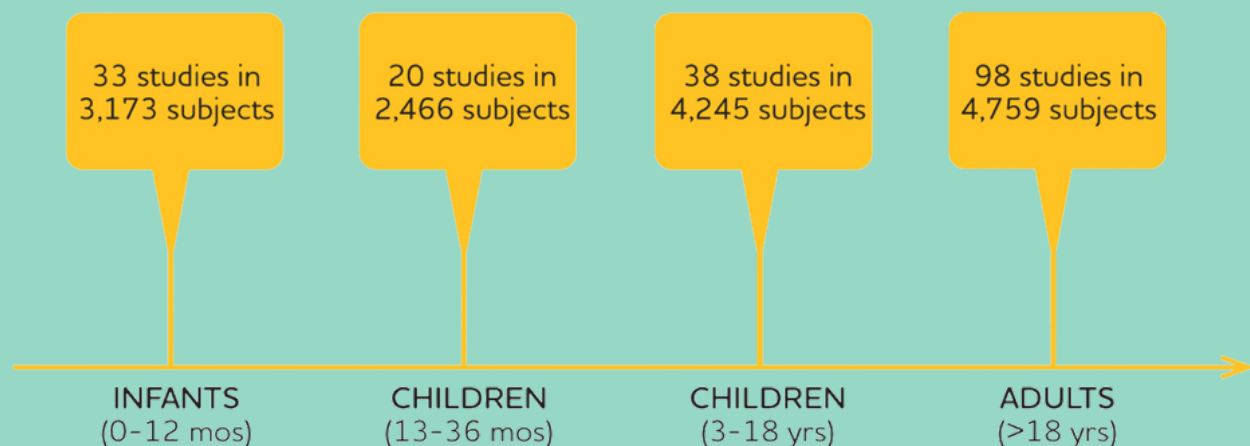 33 studies in
3,173 subjects
20 studies in
2,466 subjects
38 studies in
4,245 subjects
98 studies in
4,759 subjects
INFANTS
(0-12 mos)
CHILDREN
(13-36 mos)
CHILDREN
(3-18 yrs)
ADULTS
(>18 yrs)